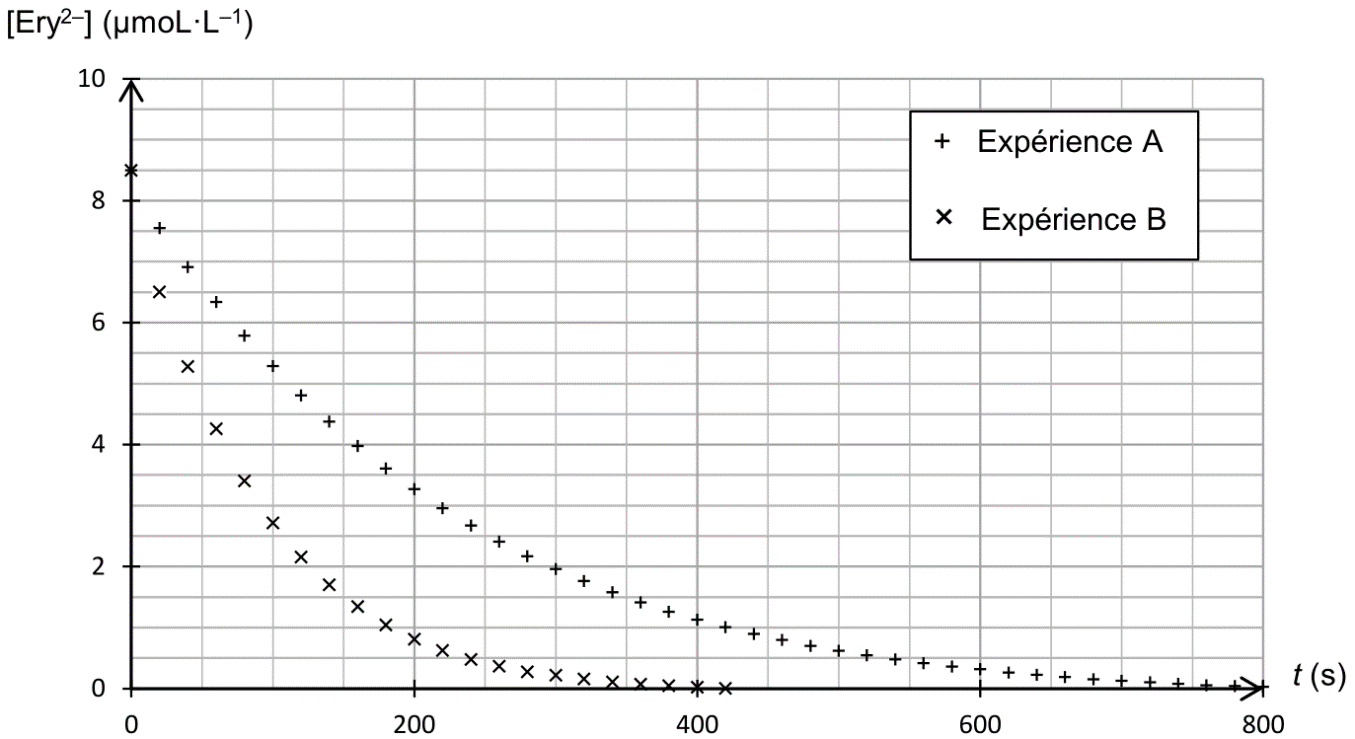 [Ery²⁻] (µmoL·L⁻¹)
10
8
6
4
2
0
+ Expérience A
× Expérience B
t (s)
0 200 400 600 800